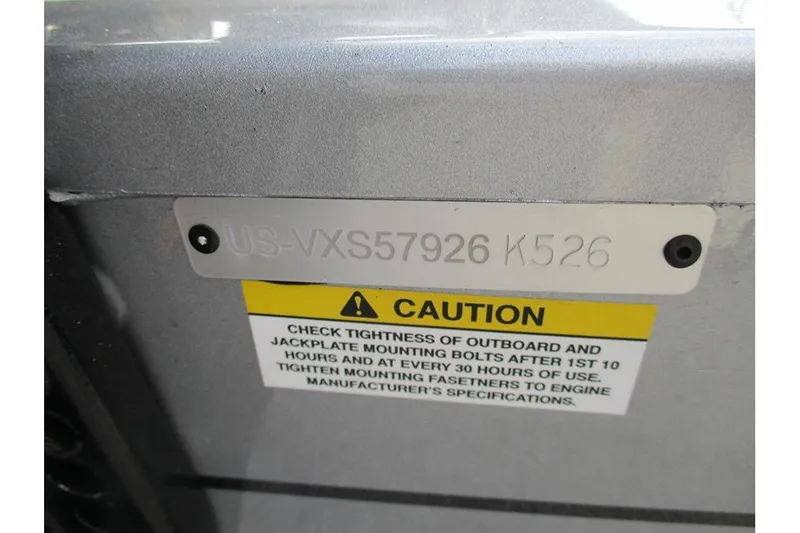 US-VXS57926 K526
CAUTION
CHECK TIGHTNESS OF OUTBOARD AND
JACKPLATE MOUNTING BOLTS AFTER 1ST 10
HOURS AND AT EVERY 30 HOURS OF USE.
TIGHTEN MOUNTING FASETNERS TO ENGINE
MANUFACTURER'S SPECIFICATIONS.